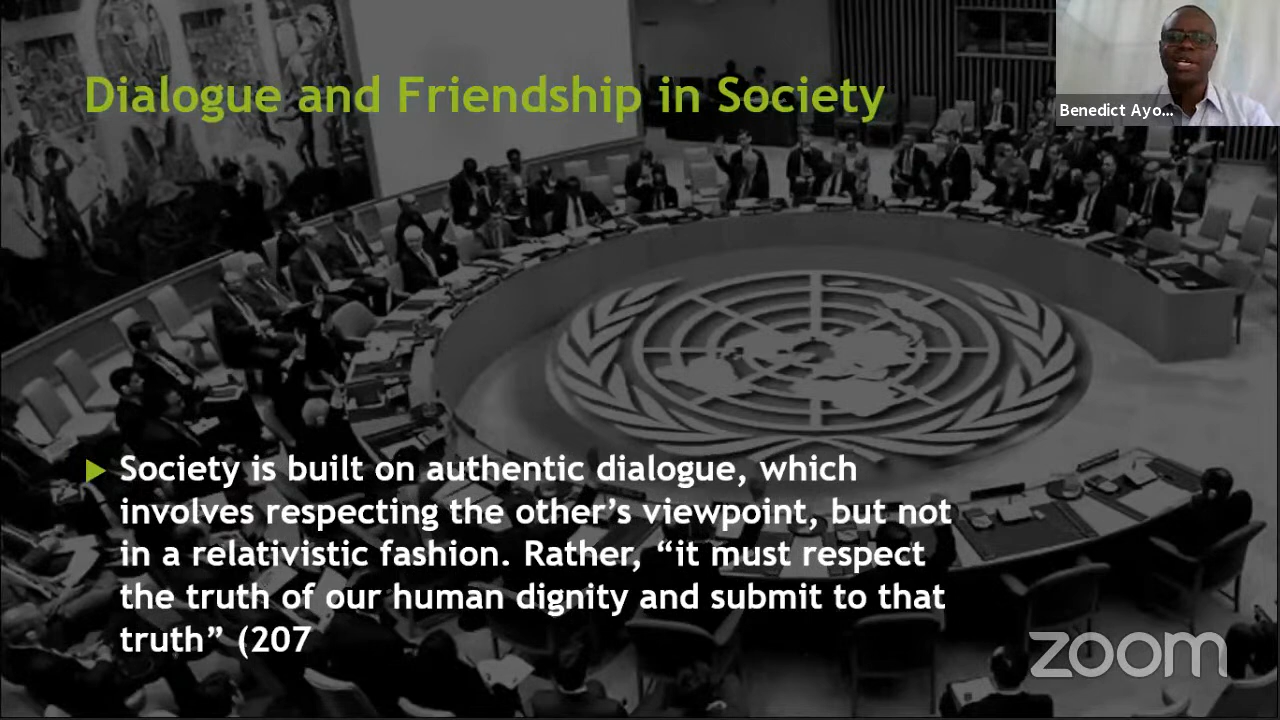 Dialogue and Friendship in Society
Benedict Ayo...
Society is built on authentic dialogue, which
involves respecting the other’s viewpoint, but not
in a relativistic fashion. Rather, “it must respect
the truth of our human dignity and submit to that
truth” (207
zoom